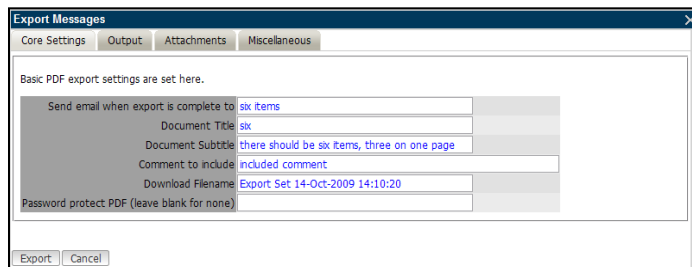 Export Messages
Core Settings Output Attachments Miscellaneous
Basic PDF export settings are set here.
Send email when export is complete to six items
Document Title six
Document Subtitle there should be six items, three on one page
Comment to include included comment
Download Filename Export Set 14-Oct-2009 14:10:20
Password protect PDF (leave blank for none)
Export Cancel